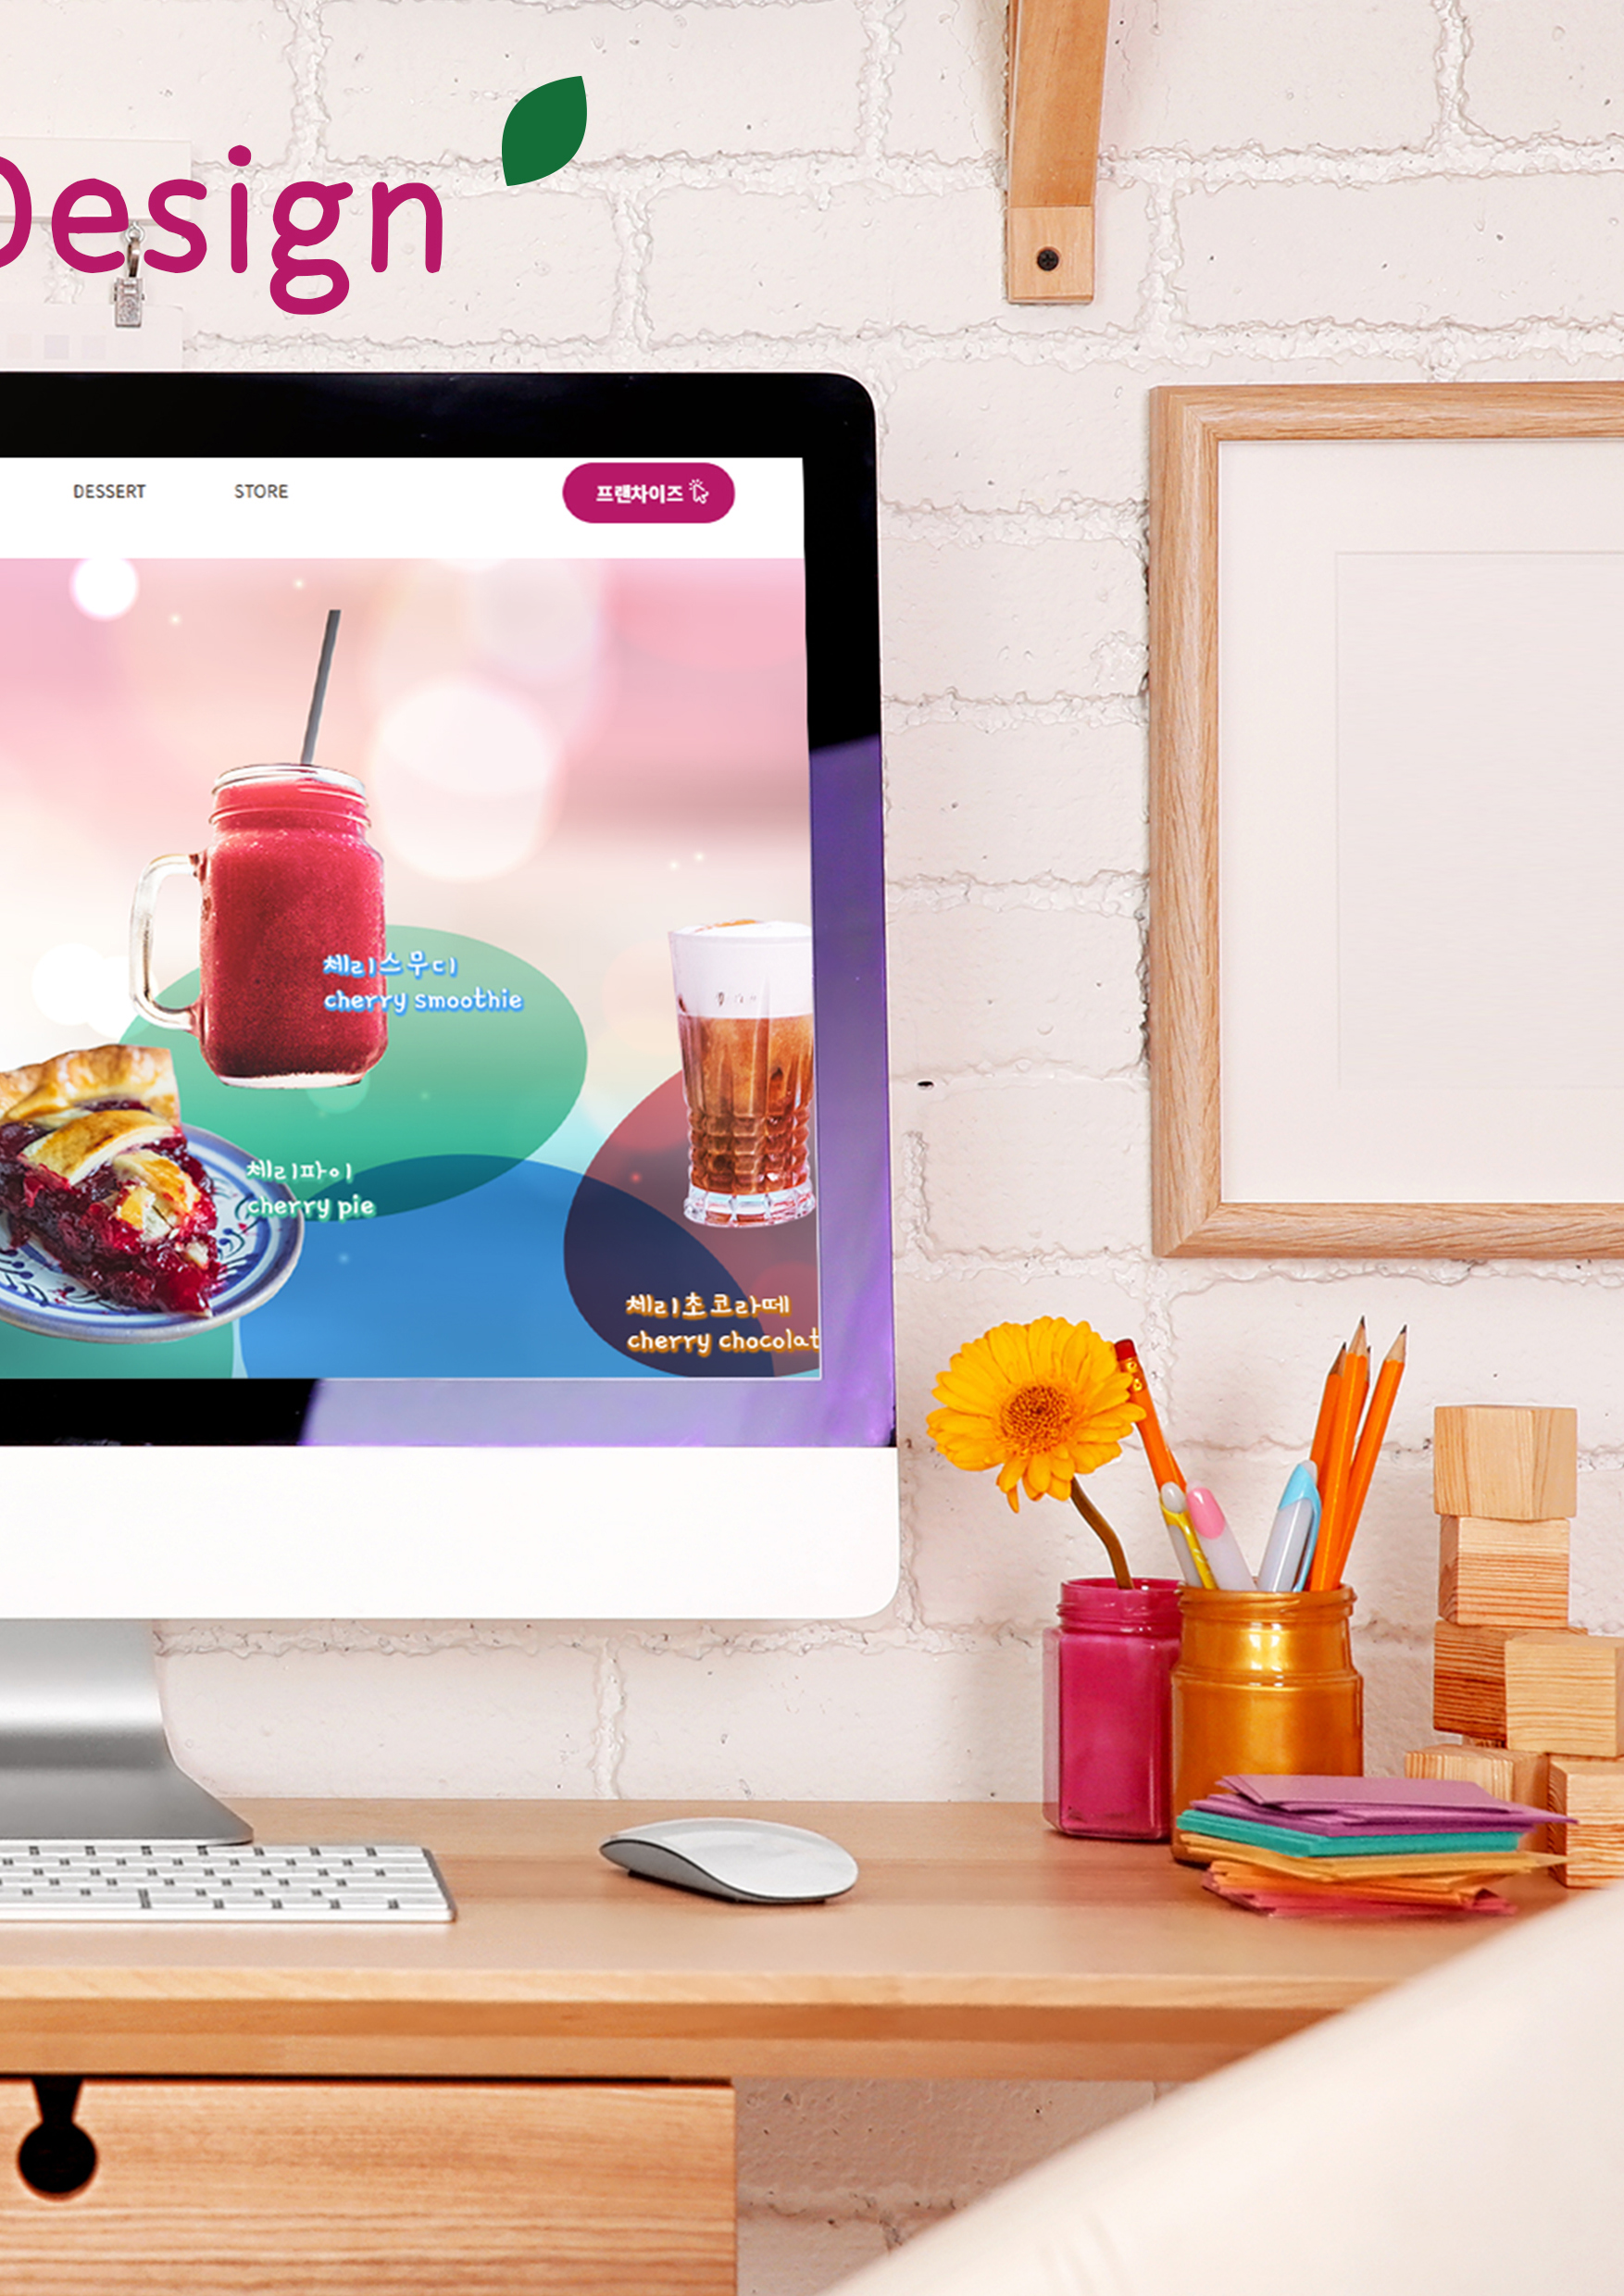 Design
DESSERT
STORE
프랜차이즈
체리스무디
cherry smoothie
체리파이
cherry pie
체리초코라떼
cherry chocolat